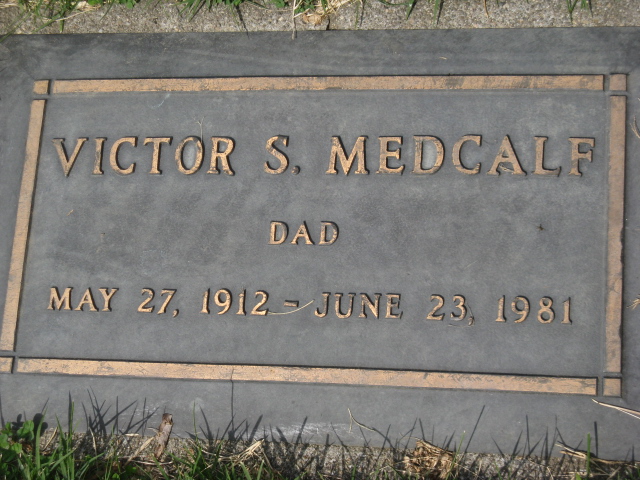 VICTOR S. MEDCALF
DAD
MAY 27, 1912 - JUNE 23, 1981